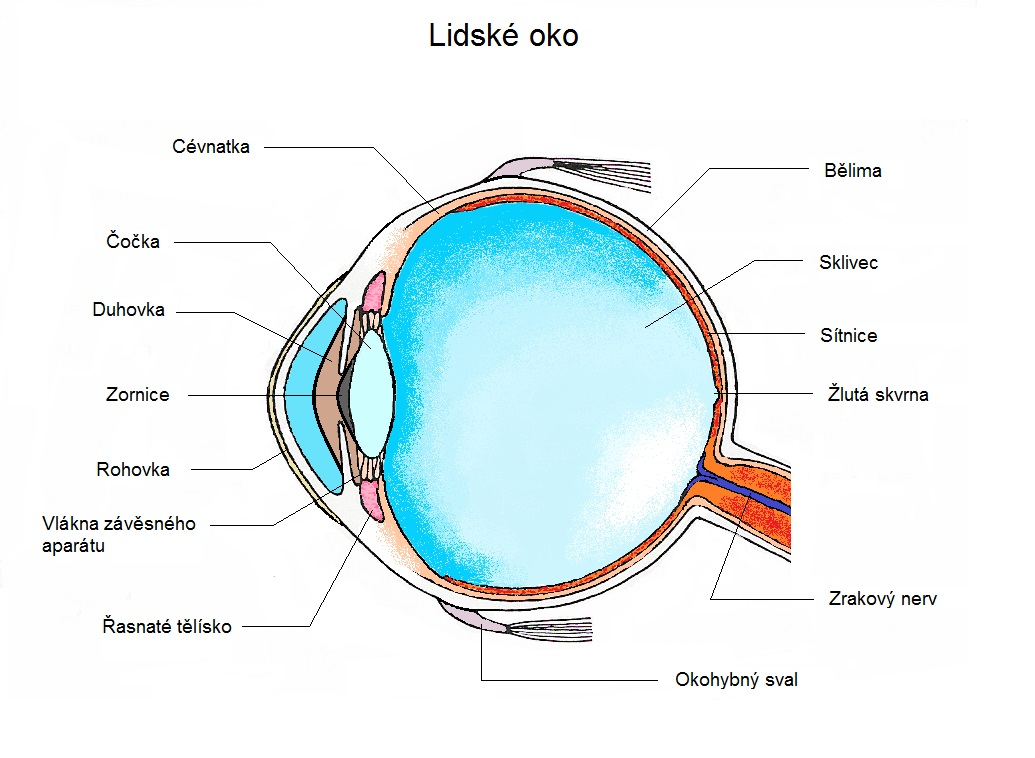 Lidské oko
Cévnatka
Bělima
Čočka
Sklivec
Duhovka
Sítnice
Zornice
Žlutá skvrna
Rohovka
Vlákna závěsného
aparátu
Zrakový nerv
Řasnaté tělísko
Okohybný sval